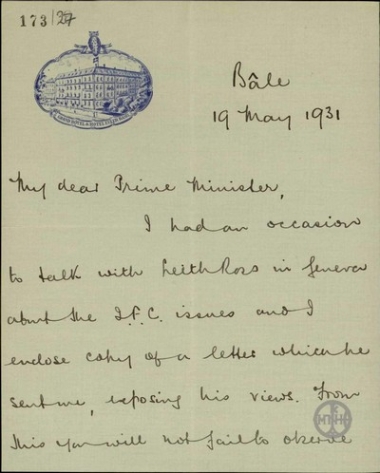 173/27
Bâle
19 May 1931
My dear Prime Minister,
I had an occasion
to talk with Leith Ross in Geneva
about the I.F.C. issues and I
enclose copy of a letter which he
sent me, exposing his views. From
this you will not fail to observe